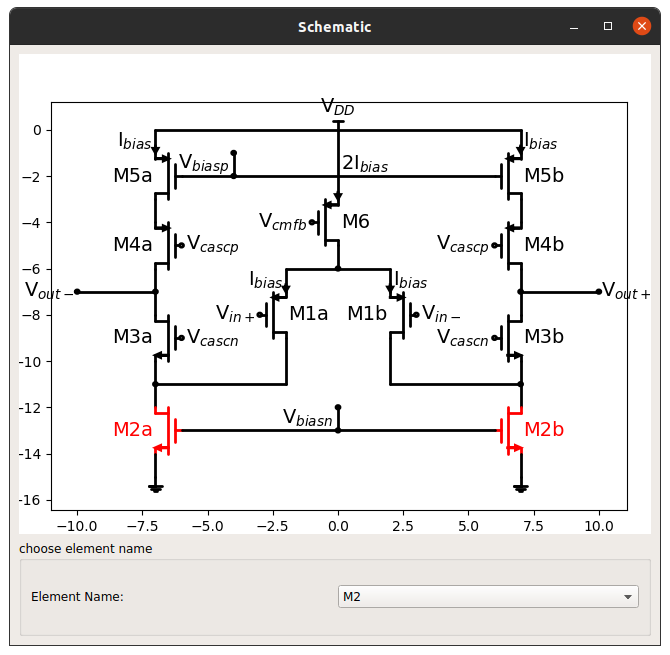 Schematic
V_DD
0
I_bias
I_bias
V_biasp
2I_bias
M5a
M5b
-2
V_cmfb
M6
-4
M4a
V_cascp
V_cascp
M4b
-6
I_bias
I_bias
V_out−
V_out+
-8
V_in+
M1a
M1b
V_in−
M3a
V_cascn
V_cascn
M3b
-10
-12
V_biasn
M2a
M2b
-14
-16
-10.0 -7.5 -5.0 -2.5 0.0 2.5 5.0 7.5 10.0
choose element name
Element Name: M2